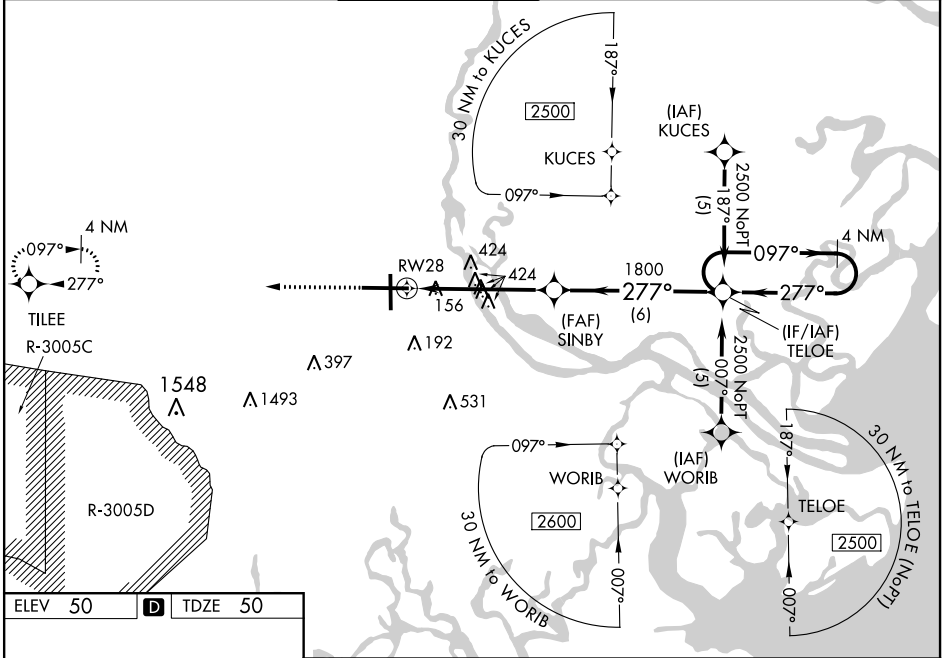 30 NM to KUCES
187°
2500
KUCES
097°
(IAF)
KUCES
2500 NoPT
187°
(5)
4 NM
097°
277°
TILEE
R-3005C
RW28
156
424
424
1800
277°
(6)
(FAF)
SINBY
097°
4 NM
277°
(IF/IAF)
TELOE
192
397
1548
1493
531
2500 NoPT
007°
(5)
(IAF)
WORIB
R-3005D
097°
WORIB
2600
007°
30 NM to WORIB
187°
TELOE
2500
007°
30 NM to TELOE (NoPT)
ELEV 50 D TDZE 50